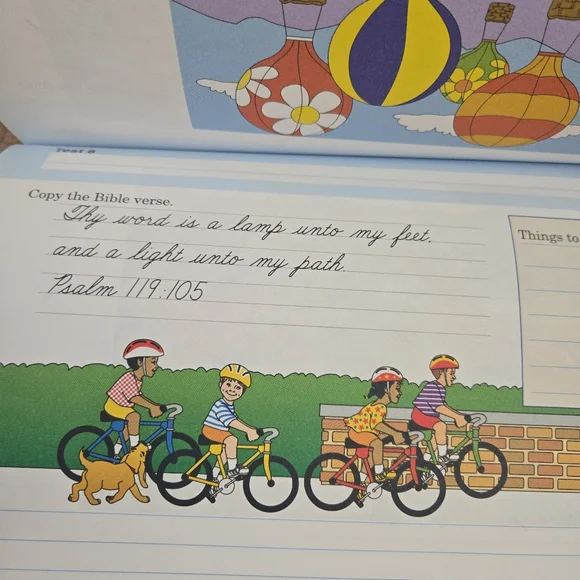 Test 8
Copy the Bible verse.
Thy word is a lamp unto my feet,
and a light unto my path.
Psalm 119:105
Things to